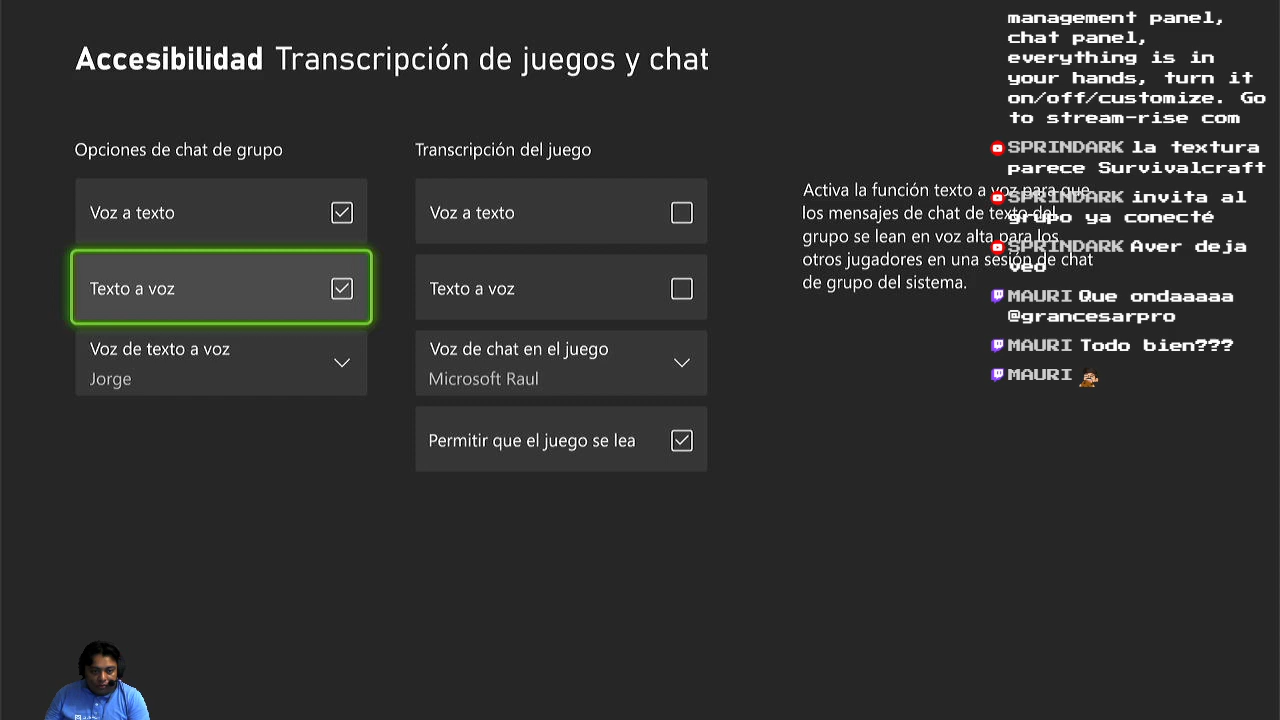 Accesibilidad Transcripción de juegos y chat
Opciones de chat de grupo
Voz a texto
Texto a voz
Voz de texto a voz
Jorge
Transcripción del juego
Voz a texto
Texto a voz
Voz de chat en el juego
Microsoft Raul
Permitir que el juego se lea
Activa la función texto a voz para que
los mensajes de chat de texto del
grupo se lean en voz alta para los
otros jugadores en una sesión de chat
de grupo del sistema.
management panel,
chat panel,
everything is in
your hands, turn it
on/off/customize. Go
to stream-rise com
SPRINDARK la textura
parece Survivalcraft
SPRINDARK invita al
grupo ya conecté
SPRINDARK Aver deja
veo
MAURI Que ondaaaaa
@grancesarpro
MAURI Todo bien???
MAURI